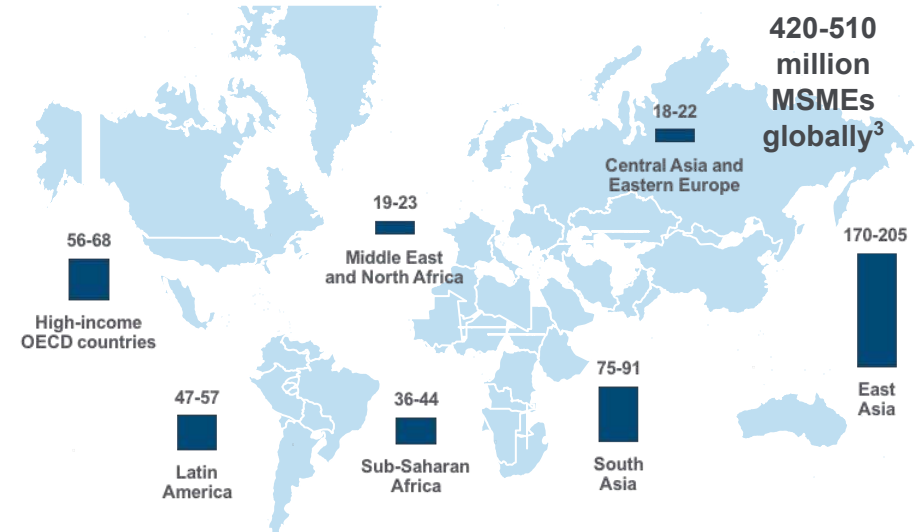 420-510
million
MSMEs
globally3
18-22
Central Asia and
Eastern Europe
19-23
Middle East
and North Africa
56-68
High-income
OECD countries
170-205
East
Asia
47-57
Latin
America
36-44
Sub-Saharan
Africa
75-91
South
Asia